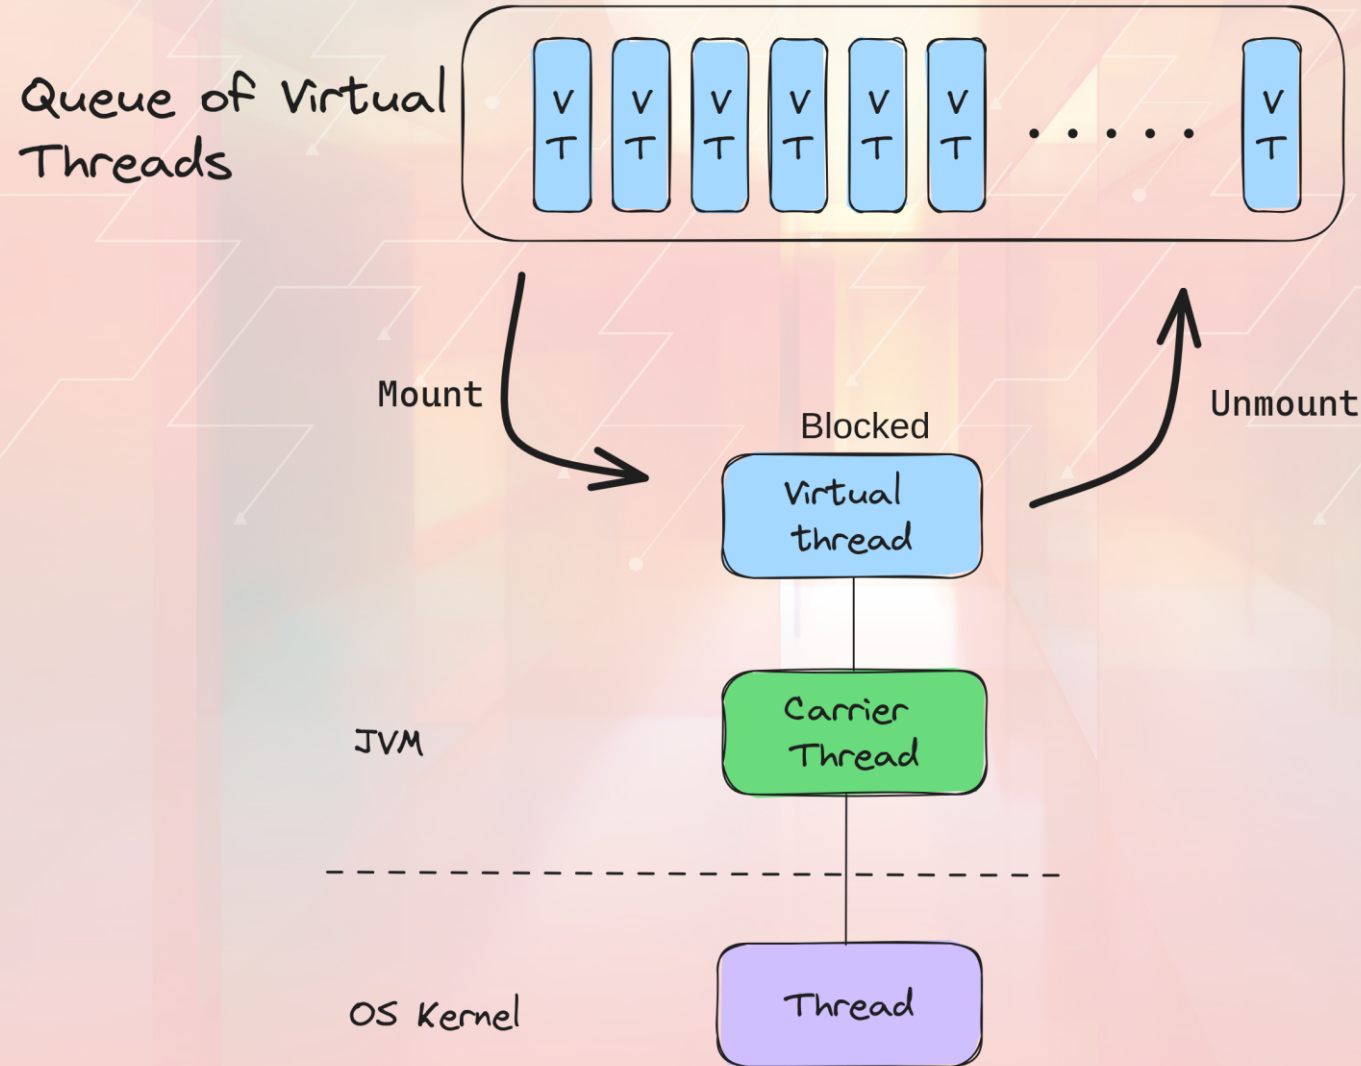 Queue of Virtual
Threads
V
T
V
T
V
T
V
T
V
T
V
T
V
T
Mount
Unmount
Blocked
Virtual
thread
Carrier
Thread
JVM
OS Kernel
Thread